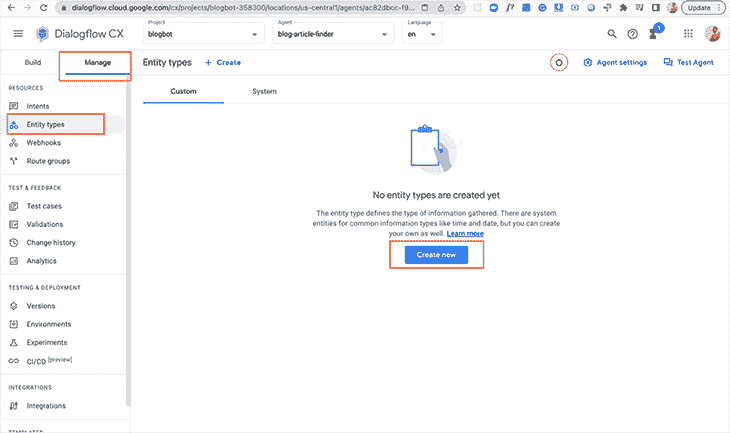 dialogflow.cloud.google.com/cx/projects/blogbot-358300/locations/us-central1/agents/ac82dbcc-f9...
Update
Dialogflow CX
Project
blogbot
Agent
blog-article-finder
Language
en
1
Build
Manage
Entity types
+ Create
Agent settings
Test Agent
RESOURCES
Intents
Entity types
Webhooks
Route groups
TEST & FEEDBACK
Test cases
Validations
Change history
Analytics
TESTING & DEPLOYMENT
Versions
Environments
Experiments
CI/CD [preview]
INTEGRATIONS
Integrations
Custom
System
No entity types are created yet
The entity type defines the type of information gathered. There are system
entities for common information types like time and date, but you can create
your own as well. Learn more
Create new